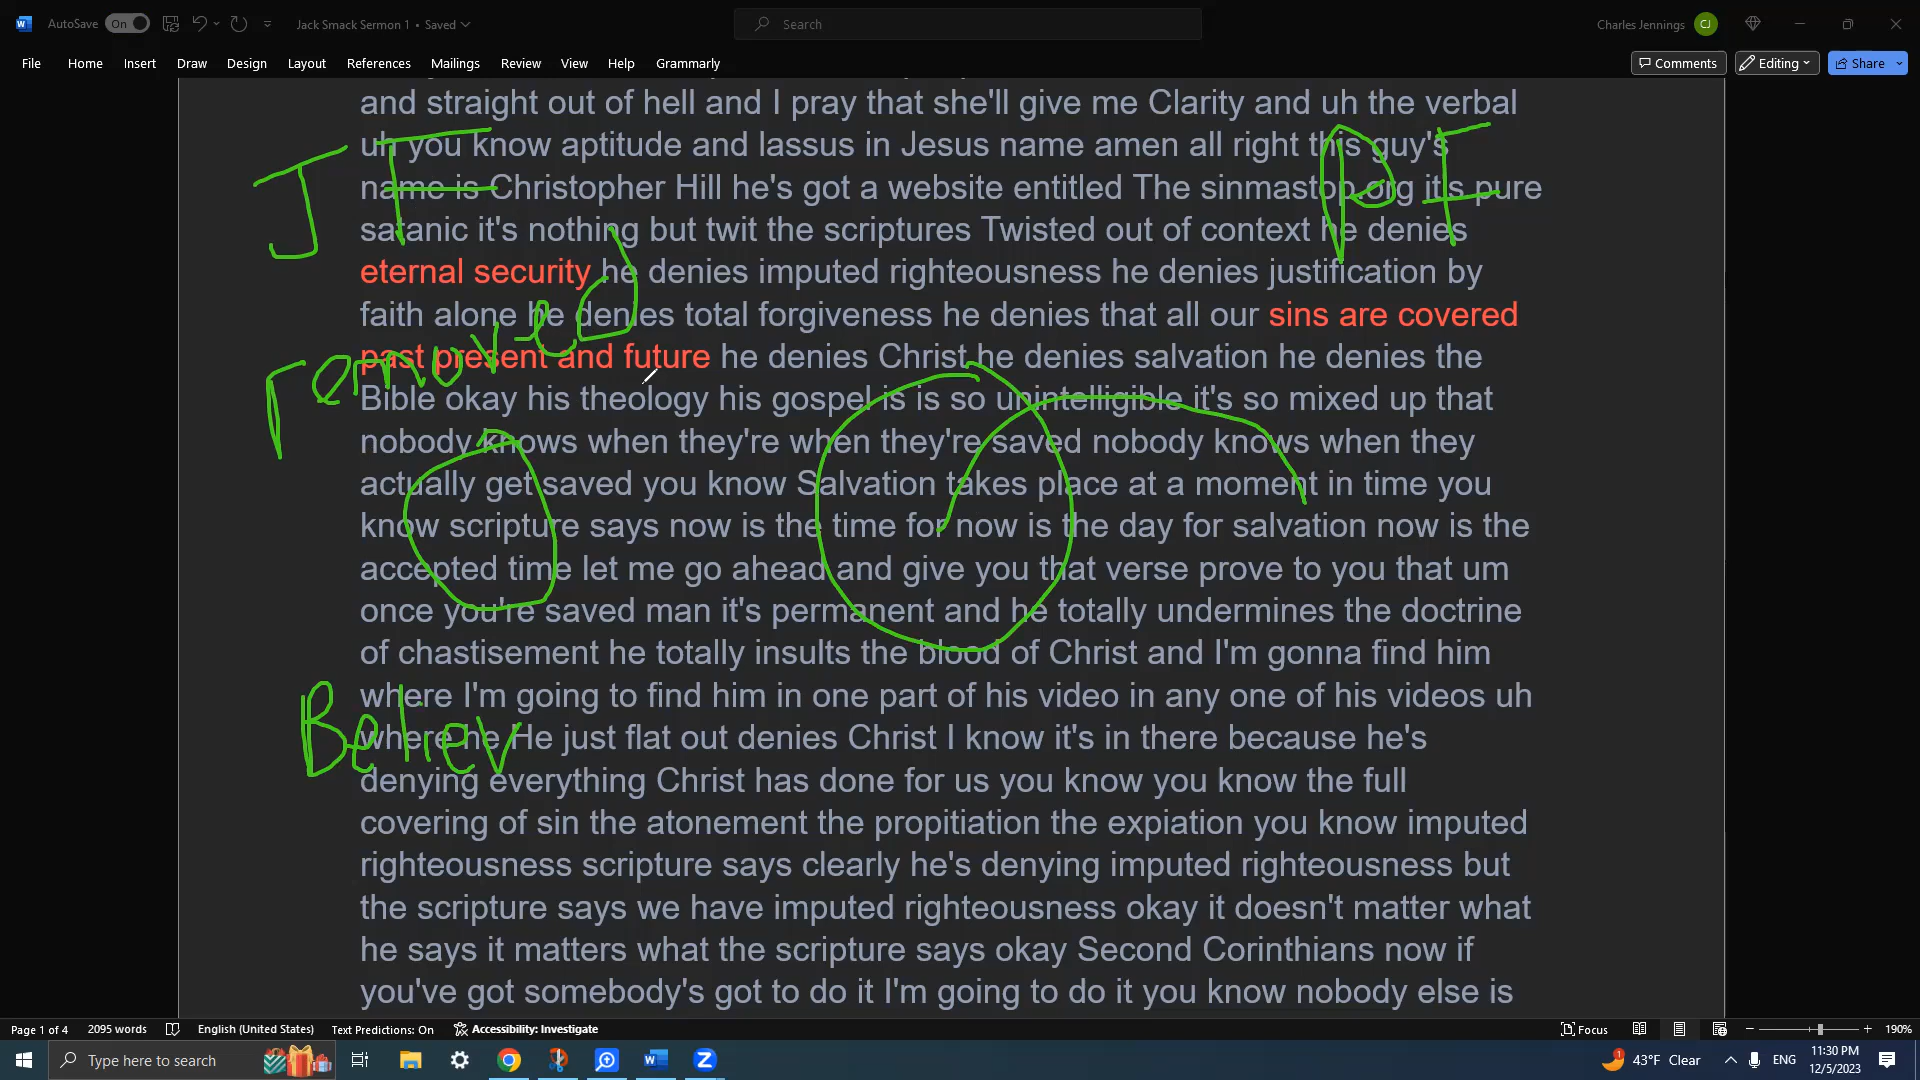 AutoSave On Jack Smack Sermon 1 • Saved Search Charles Jennings CJ
File Home Insert Draw Design Layout References Mailings Review View Help Grammarly Comments Editing Share
and straight out of hell and I pray that she'll give me Clarity and uh the verbal
uh you know aptitude and lassus in Jesus name amen all right this guy's
name is Christopher Hill he's got a website entitled The sinmastop.org it's pure
satanic it's nothing but twit the scriptures Twisted out of context he denies
eternal security he denies imputed righteousness he denies justification by
faith alone he denies total forgiveness he denies that all our sins are covered
past present and future he denies Christ he denies salvation he denies the
Bible okay his theology his gospel is is so unintelligible it's so mixed up that
nobody knows when they're when they're saved nobody knows when they
actually get saved you know Salvation takes place at a moment in time you
know scripture says now is the time for now is the day for salvation now is the
accepted time let me go ahead and give you that verse prove to you that um
once you're saved man it's permanent and he totally undermines the doctrine
of chastisement he totally insults the blood of Christ and I'm gonna find him
where I'm going to find him in one part of his video in any one of his videos uh
where he He just flat out denies Christ I know it's in there because he's
denying everything Christ has done for us you know you know the full
covering of sin the atonement the propitiation the expiation you know imputed
righteousness scripture says clearly he's denying imputed righteousness but
the scripture says we have imputed righteousness okay it doesn't matter what
he says it matters what the scripture says okay Second Corinthians now if
you've got somebody's got to do it I'm going to do it you know nobody else is
JF
PF
removed
Believ
Page 1 of 4 2095 words English (United States) Text Predictions: On Accessibility: Investigate Focus 190%
Type here to search 1 43°F Clear ENG 11:30 PM
12/5/2023